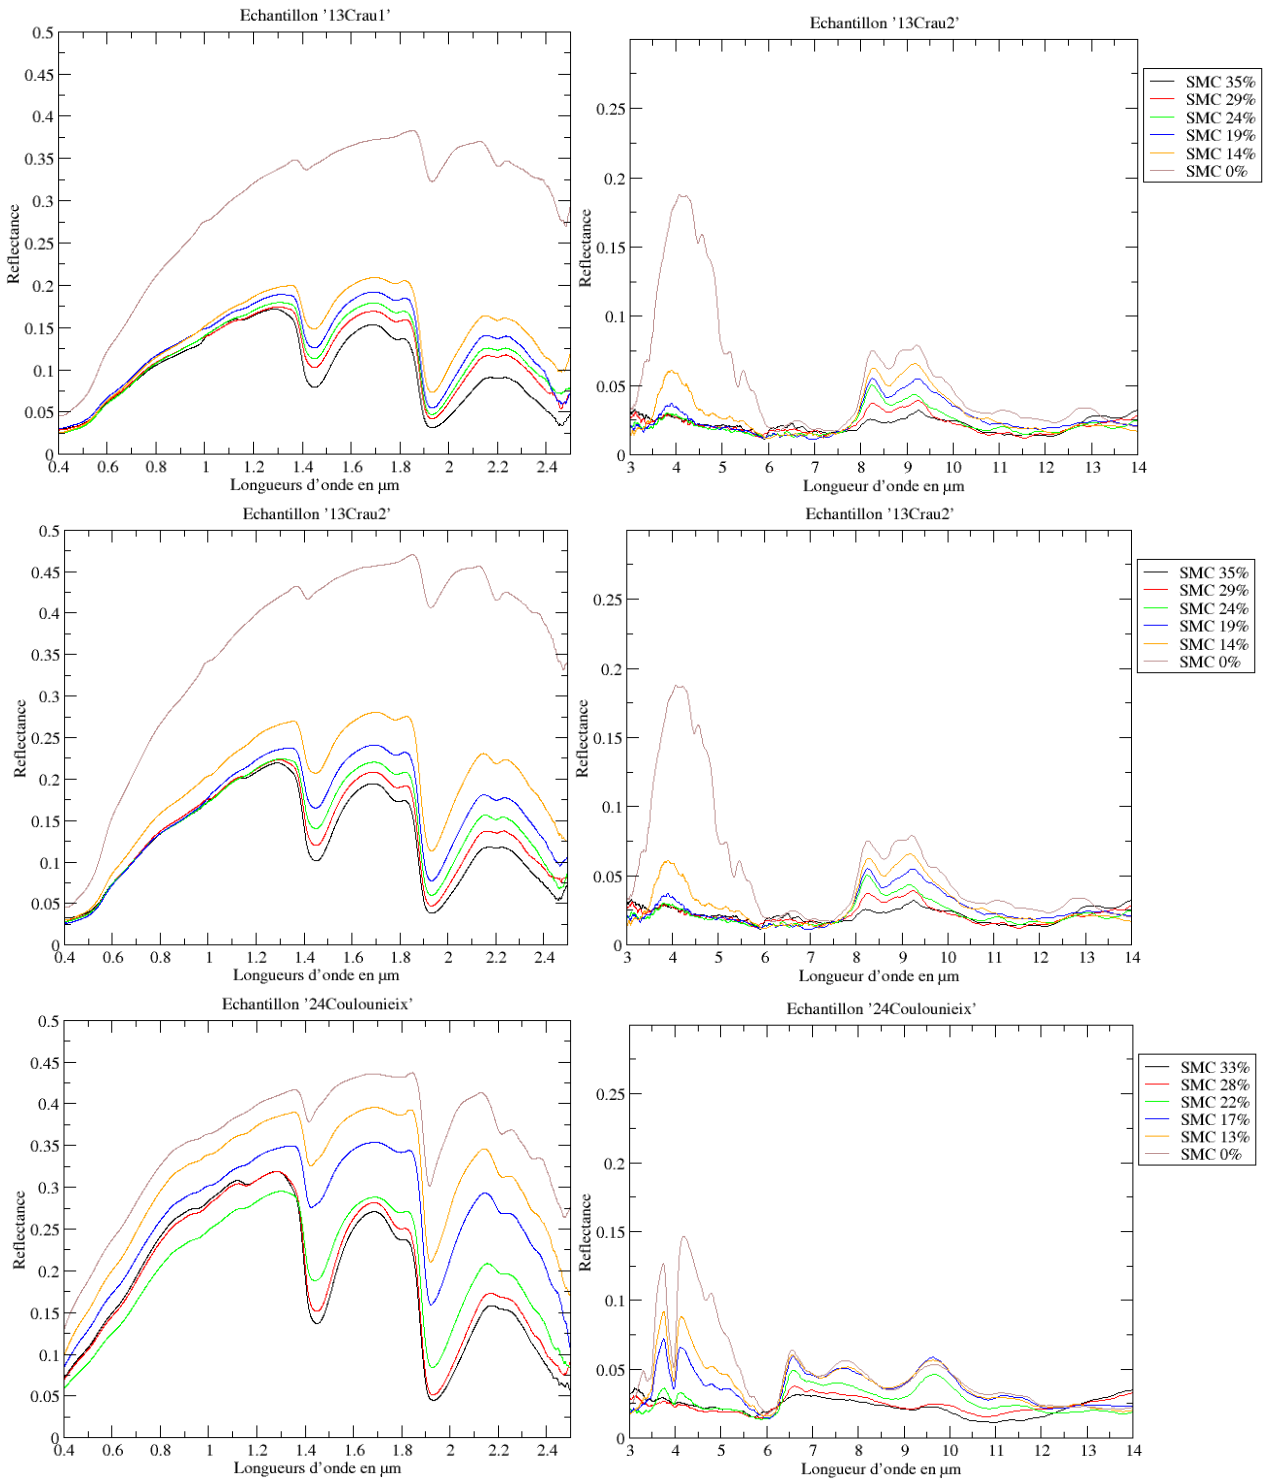 Echantillon '13Crau1'
0.5
0.45
0.4
0.35
0.3
0.25
0.2
0.15
0.1
0.05
0
Reflectance
0.4 0.6 0.8 1 1.2 1.4 1.6 1.8 2 2.2 2.4
Longueurs d'onde en µm
Echantillon '13Crau2'
0.25
0.2
0.15
0.1
0.05
0
Reflectance
3 4 5 6 7 8 9 10 11 12 13 14
Longueur d'onde en µm
SMC 35%
SMC 29%
SMC 24%
SMC 19%
SMC 14%
SMC 0%
Echantillon '13Crau2'
0.5
0.45
0.4
0.35
0.3
0.25
0.2
0.15
0.1
0.05
0
Reflectance
0.4 0.6 0.8 1 1.2 1.4 1.6 1.8 2 2.2 2.4
Longueurs d'onde en µm
Echantillon '13Crau2'
0.25
0.2
0.15
0.1
0.05
0
Reflectance
3 4 5 6 7 8 9 10 11 12 13 14
Longueur d'onde en µm
SMC 35%
SMC 29%
SMC 24%
SMC 19%
SMC 14%
SMC 0%
Echantillon '24Coulounieix'
0.5
0.45
0.4
0.35
0.3
0.25
0.2
0.15
0.1
0.05
0
Reflectance
0.4 0.6 0.8 1 1.2 1.4 1.6 1.8 2 2.2 2.4
Longueurs d'onde en µm
Echantillon '24Coulounieix'
0.25
0.2
0.15
0.1
0.05
0
Reflectance
3 4 5 6 7 8 9 10 11 12 13 14
Longueur d'onde en µm
SMC 33%
SMC 28%
SMC 22%
SMC 17%
SMC 13%
SMC 0%